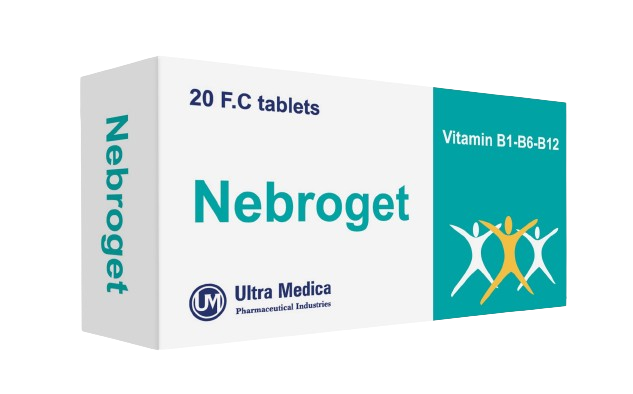 Nebroget
20 F.C tablets
Nebroget
UM
Ultra Medica
Pharmaceutical Industries
Vitamin B1-B6-B12